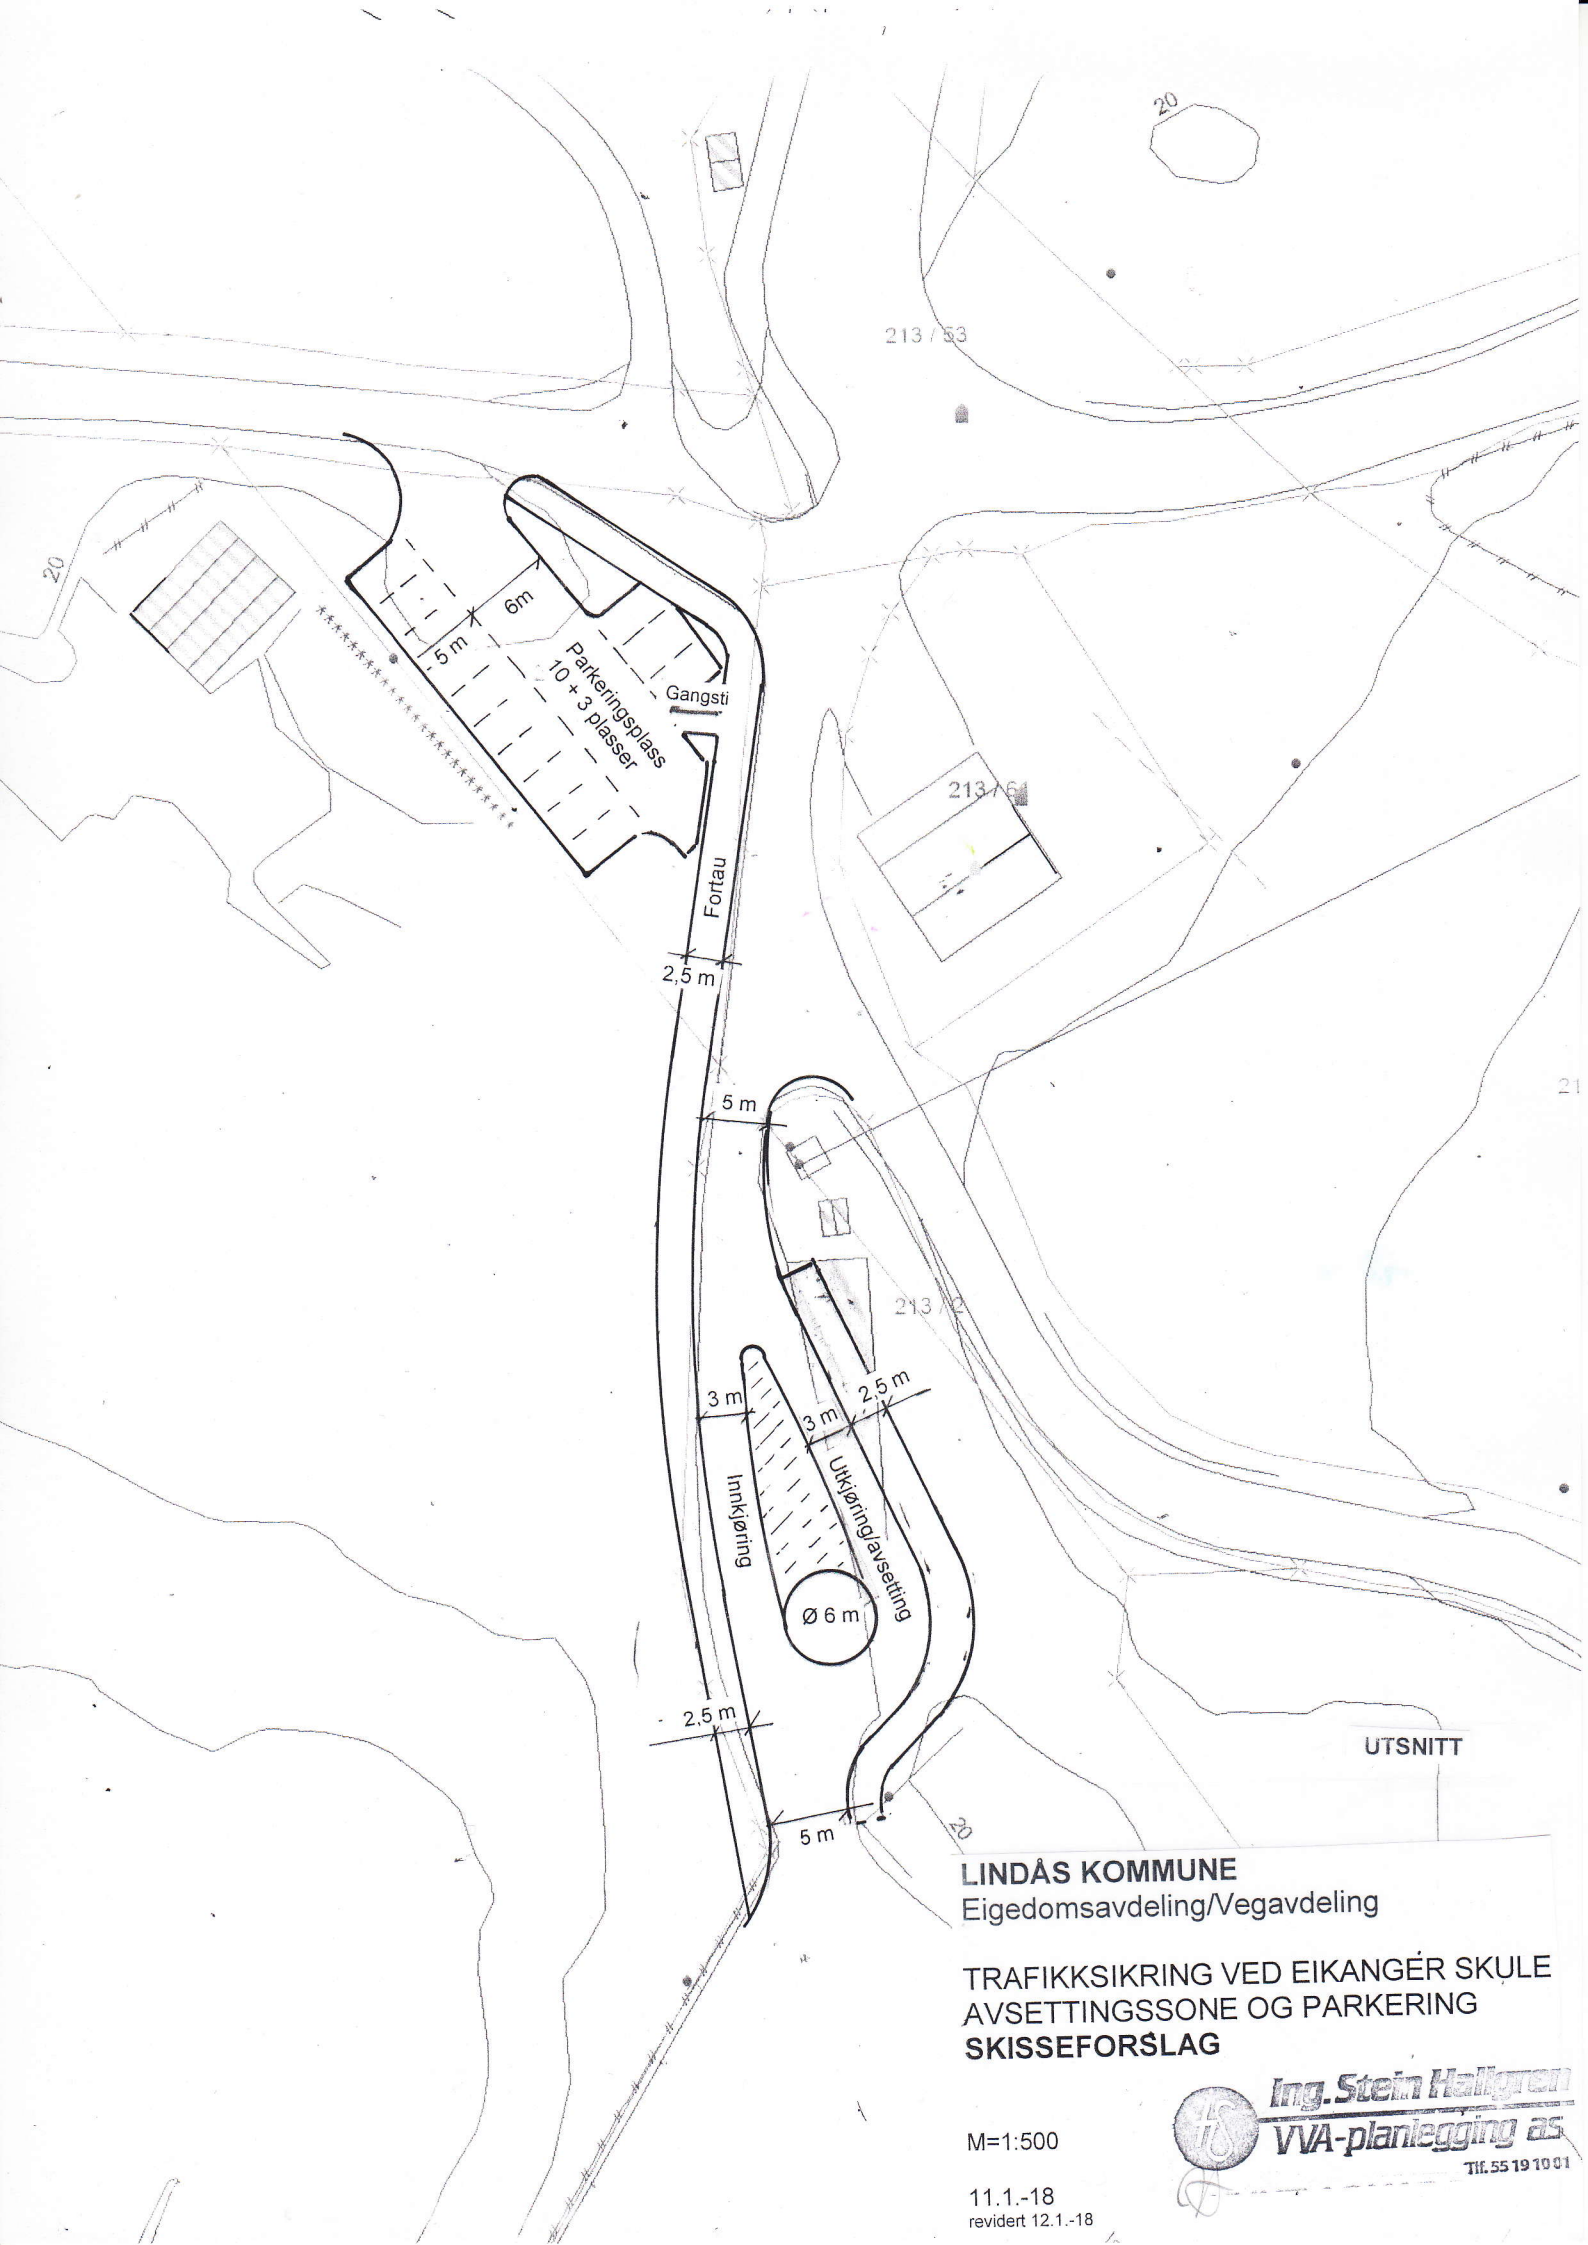 20
213 / 53
20
6m
5 m
Parkeringsplass
10 + 3 plasser
Gangsti
213 / 61
Fortau
2,5 m
21
5 m
213 / 2
2,5 m
3 m
3 m
Innkjøring
Utkjøring/avsetting
Ø 6 m
2,5 m
5 m
20
UTSNITT
LINDÅS KOMMUNE
Eigedomsavdeling/Vegavdeling
TRAFIKKSIKRING VED EIKANGER SKULE
AVSETTINGSSONE OG PARKERING
SKISSEFORSLAG
Ing. Stein Hallgren
VVA-planlegging as
Tlf. 55 19 10 01
M=1:500
11.1.-18
revidert 12.1.-18